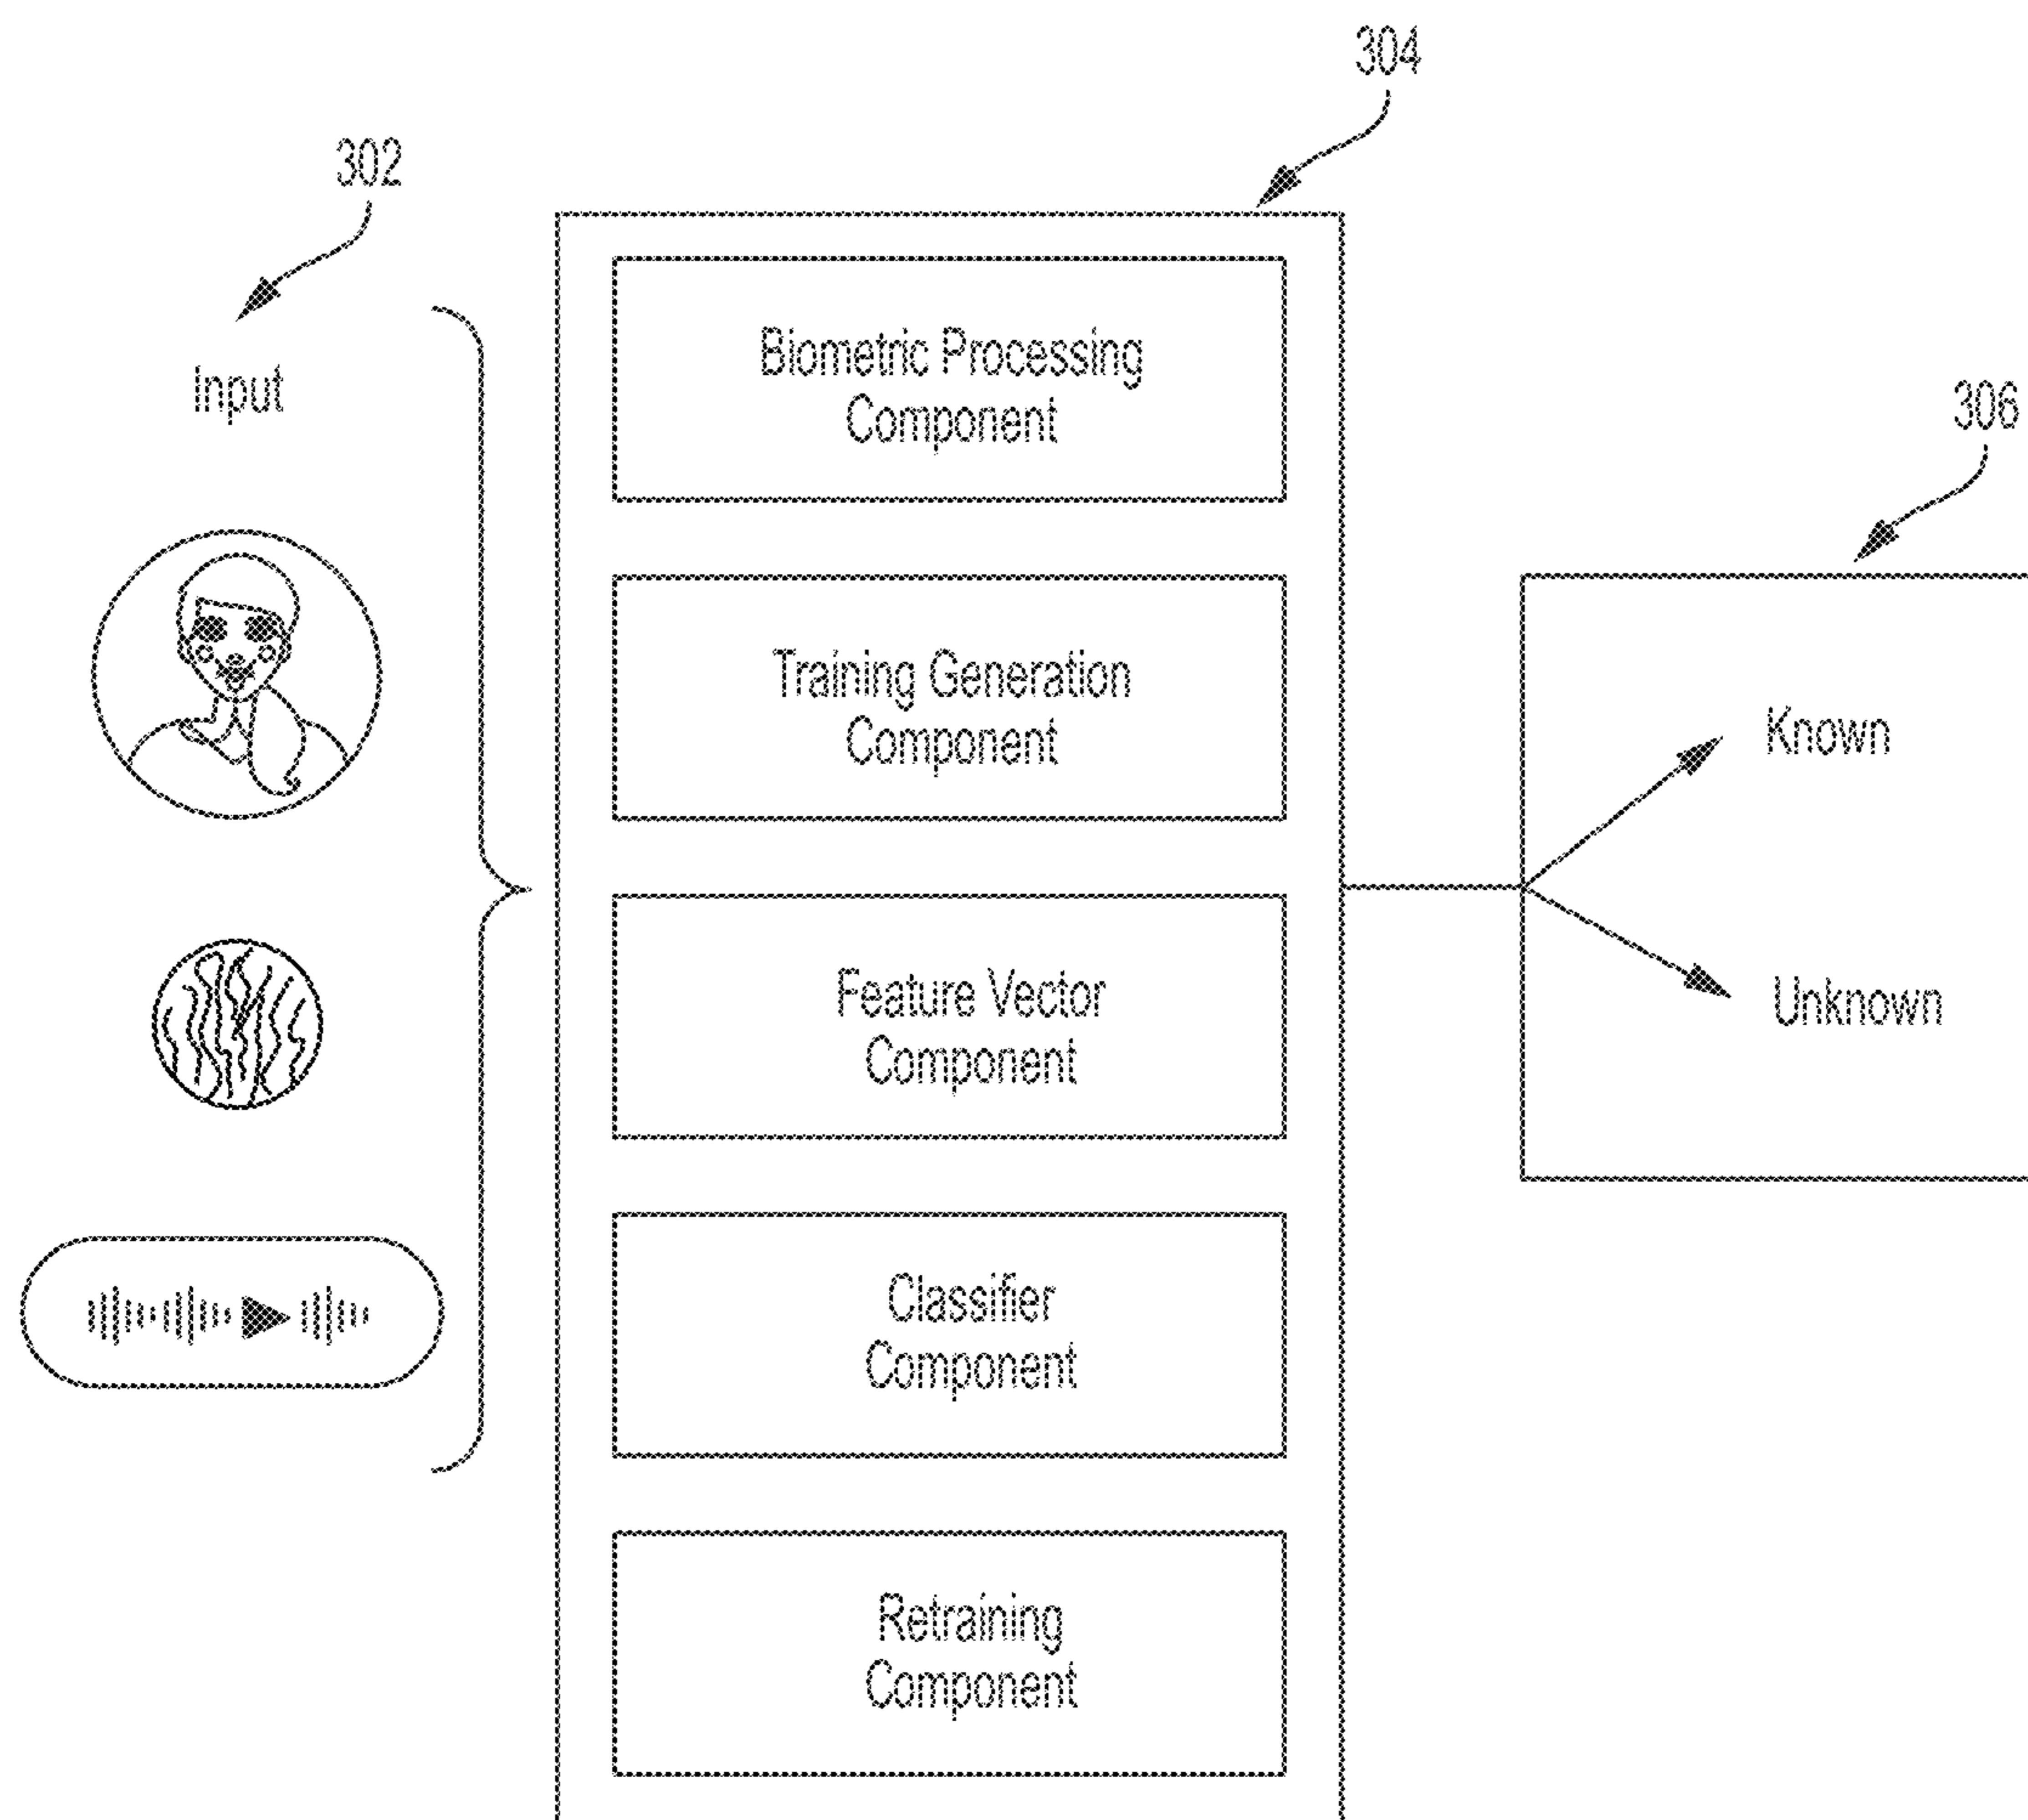 304
302
Input
Biometric Processing
Component
306
Training Generation
Component
Known
Feature Vector
Component
Unknown
Classifier
Component
Retraining
Component